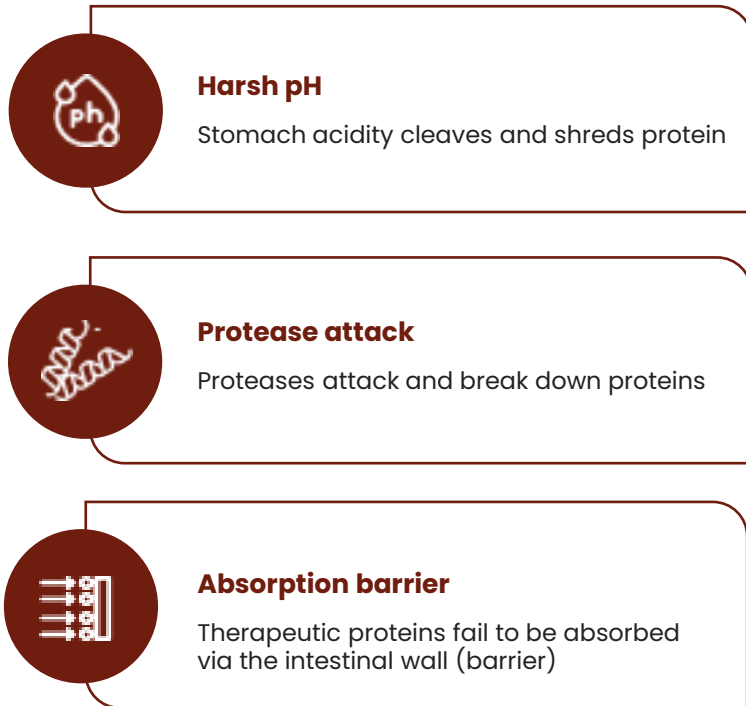 ph
Harsh pH
Stomach acidity cleaves and shreds protein
Protease attack
Proteases attack and break down proteins
Absorption barrier
Therapeutic proteins fail to be absorbed
via the intestinal wall (barrier)